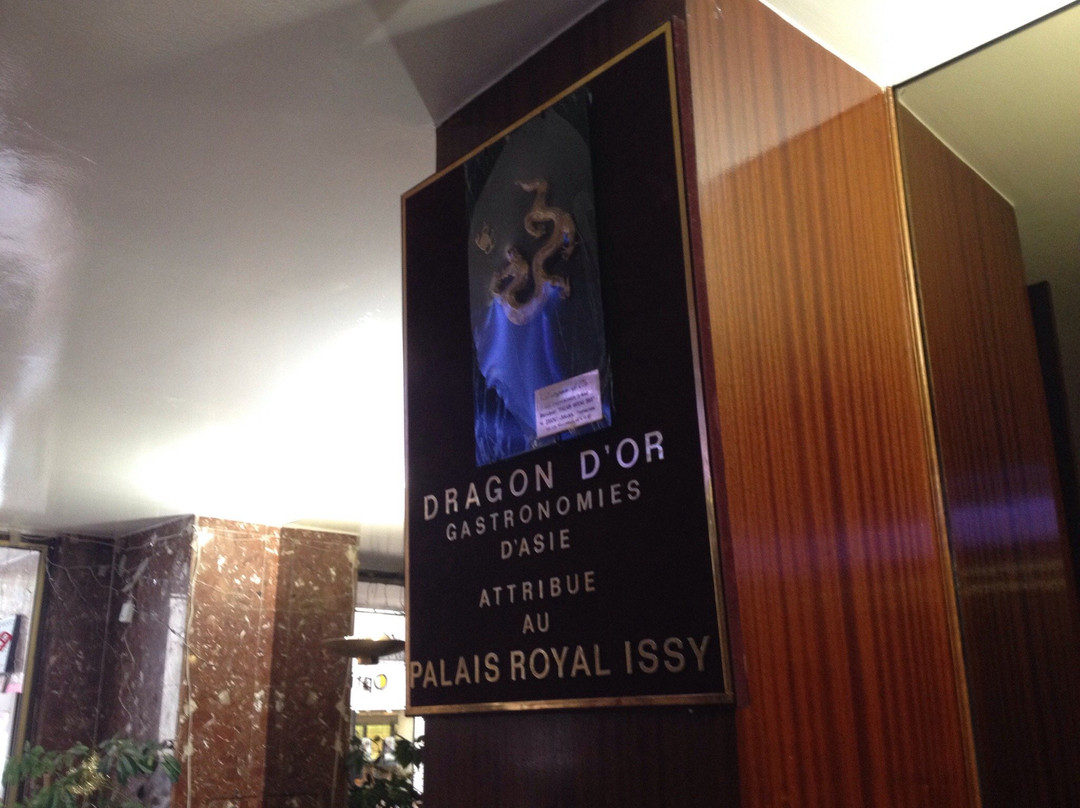 DRAGON D'OR
GASTRONOMIES
D'ASIE
ATTRIBUE
AU
PALAIS ROYAL ISSY